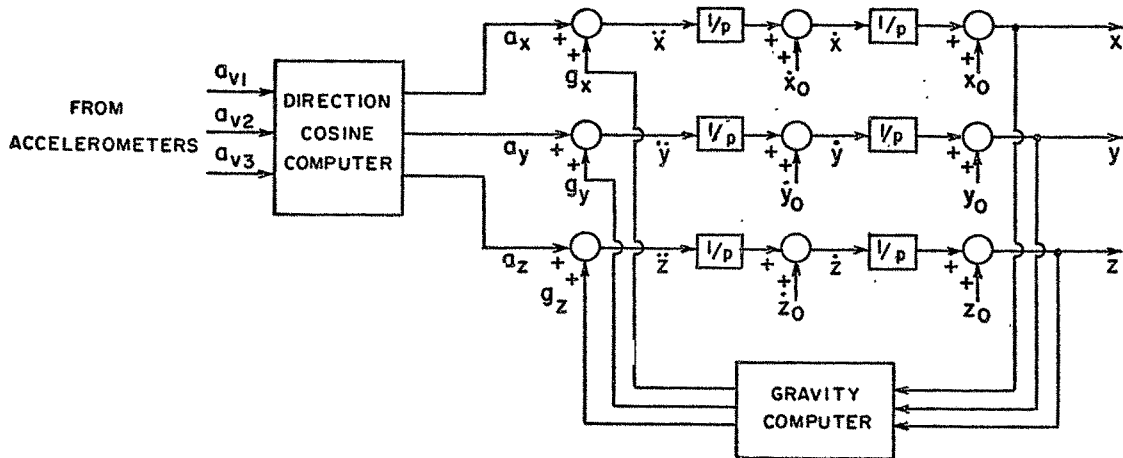 FROM
ACCELEROMETERS
a_v1
a_v2
a_v3
DIRECTION
COSINE
COMPUTER
a_x + + g_x ẍ 1/p + + ẋ_0 ẋ 1/p + + x_0 x
a_y + + g_y ÿ 1/p + + ẏ_0 ẏ 1/p + + y_0 y
a_z + + g_z z̈ 1/p + + ż_0 ż 1/p + + z_0 z
GRAVITY
COMPUTER